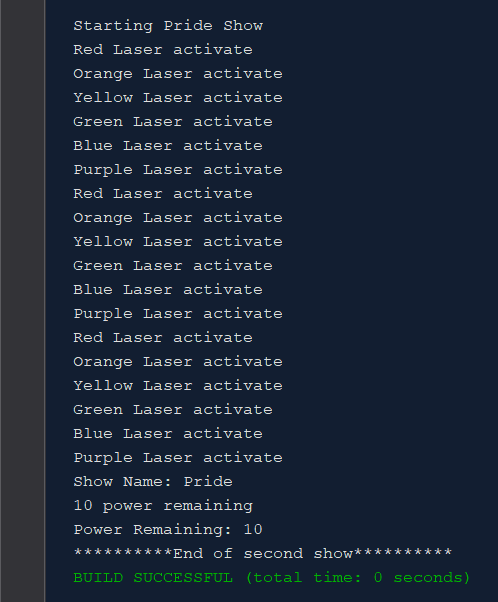 Starting Pride Show
Red Laser activate
Orange Laser activate
Yellow Laser activate
Green Laser activate
Blue Laser activate
Purple Laser activate
Red Laser activate
Orange Laser activate
Yellow Laser activate
Green Laser activate
Blue Laser activate
Purple Laser activate
Red Laser activate
Orange Laser activate
Yellow Laser activate
Green Laser activate
Blue Laser activate
Purple Laser activate
Show Name: Pride
10 power remaining
Power Remaining: 10
**********End of second show**********
BUILD SUCCESSFUL (total time: 0 seconds)